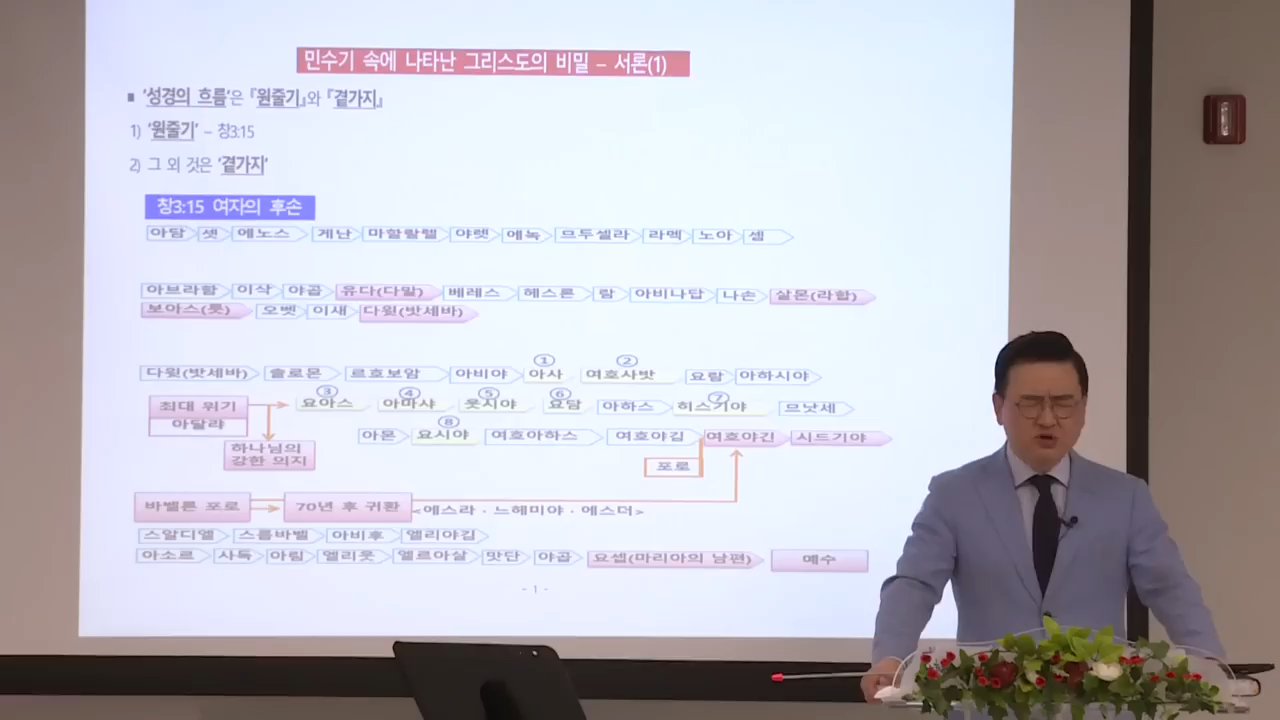 민수기 속에 나타난 그리스도의 비밀 – 서론(1)
■ '성경의 흐름'은 『원줄기』와 『곁가지』
1) '원줄기' – 창3:15
2) 그 외 것은 '곁가지'
창3:15 여자의 후손
아담 셋 에노스 게난 마할랄렐 야렛 에녹 므두셀라 라멕 노아 셈
아브라함 이삭 야곱 유다(다말) 베레스 헤스론 람 아비나답 나손 살몬(라합)
보아스(룻) 오벳 이새 다윗(밧세바)
① ②
다윗(밧세바) 솔로몬 르호보암 아비야 아사 여호사밧 요람 아하시야
③ ④ ⑤ ⑥ ⑦
최대 위기 요아스 아마샤 웃시야 요담 아하스 히스기야 므낫세
아달랴
⑧
아몬 요시야 여호아하스 여호야김 여호야긴 시드기야
하나님의
강한 의지
포로
바벨론 포로 70년 후 귀환 <에스라 · 느헤미야 · 에스더>
스알디엘 스룹바벨 아비후 엘리아김
아소르 사독 아림 엘리웃 엘르아살 맛단 야곱 요셉(마리아의 남편) 예수
- 1 -